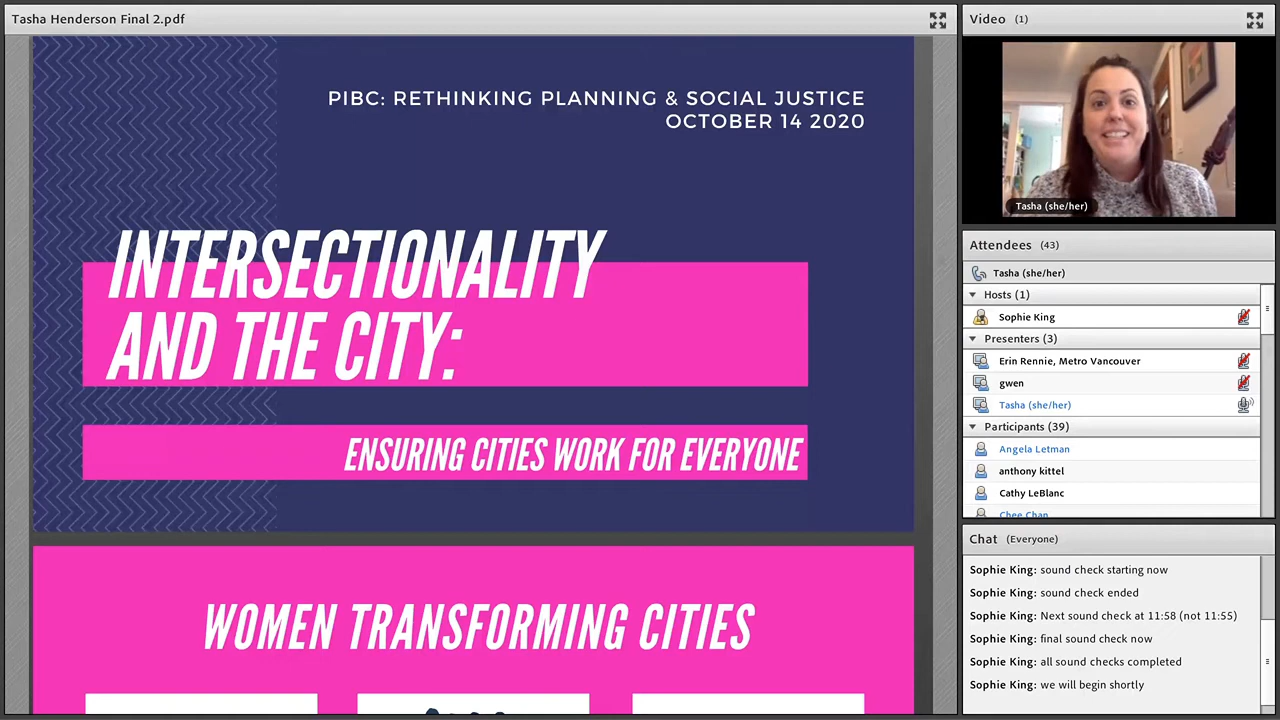 Tasha Henderson Final 2.pdf
PIBC: RETHINKING PLANNING & SOCIAL JUSTICE
OCTOBER 14 2020
INTERSECTIONALITY
AND THE CITY:
ENSURING CITIES WORK FOR EVERYONE
WOMEN TRANSFORMING CITIES
Video (1)
Tasha (she/her)
Attendees (43)
Tasha (she/her)
Hosts (1)
Sophie King
Presenters (3)
Erin Rennie, Metro Vancouver
gwen
Tasha (she/her)
Participants (39)
Angela Letman
anthony kittel
Cathy LeBlanc
Chee Chan
Chat (Everyone)
Sophie King: sound check starting now
Sophie King: sound check ended
Sophie King: Next sound check at 11:58 (not 11:55)
Sophie King: final sound check now
Sophie King: all sound checks completed
Sophie King: we will begin shortly